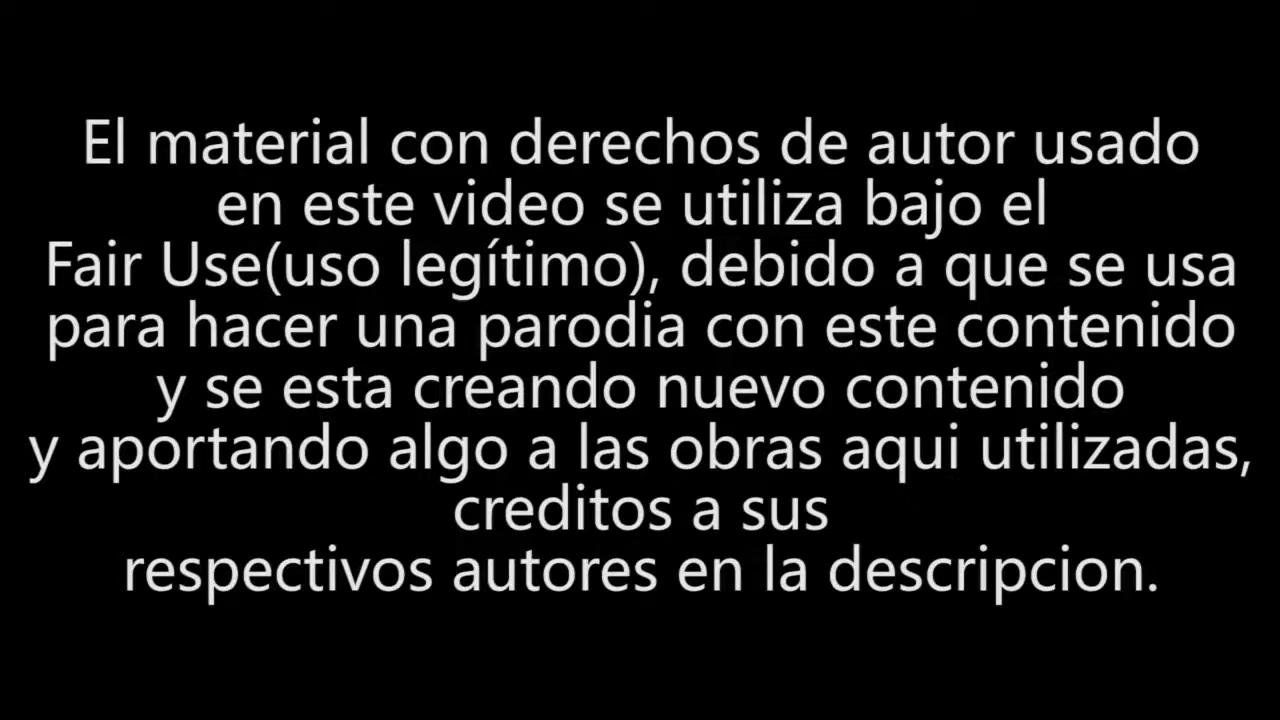 El material con derechos de autor usado
en este video se utiliza bajo el
Fair Use(uso legítimo), debido a que se usa
para hacer una parodia con este contenido
y se esta creando nuevo contenido
y aportando algo a las obras aqui utilizadas,
creditos a sus
respectivos autores en la descripcion.